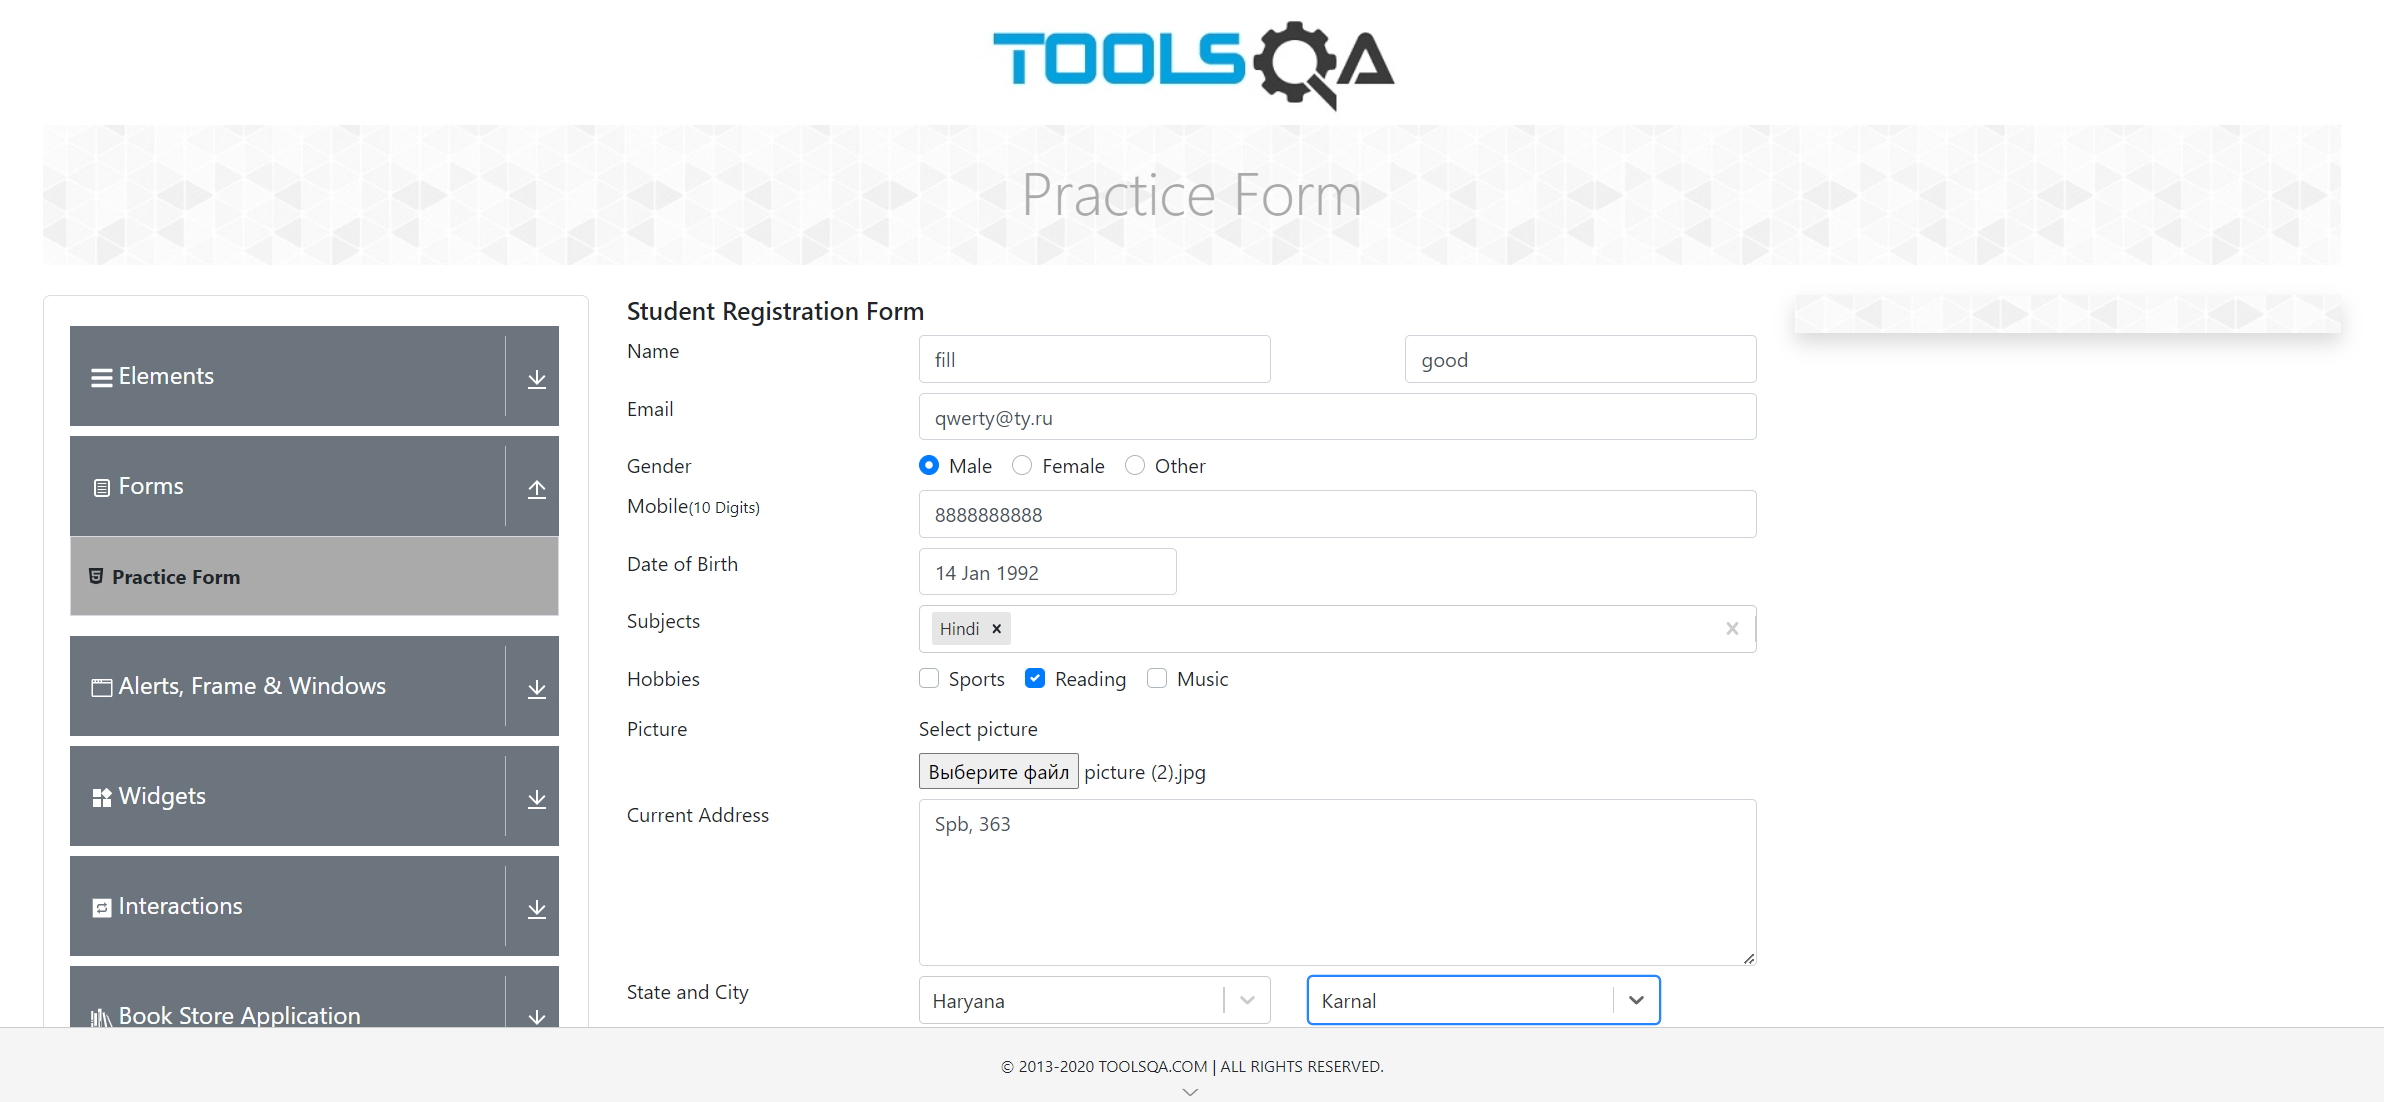 TOOLSQA
Practice Form
Elements
Forms
Practice Form
Alerts, Frame & Windows
Widgets
Interactions
Book Store Application
Student Registration Form
Name fill good
Email qwerty@ty.ru
Gender Male Female Other
Mobile(10 Digits) 8888888888
Date of Birth 14 Jan 1992
Subjects Hindi
Hobbies Sports Reading Music
Picture Select picture
Выберите файл picture (2).jpg
Current Address Spb, 363
State and City Haryana Karnal
© 2013-2020 TOOLSQA.COM | ALL RIGHTS RESERVED.